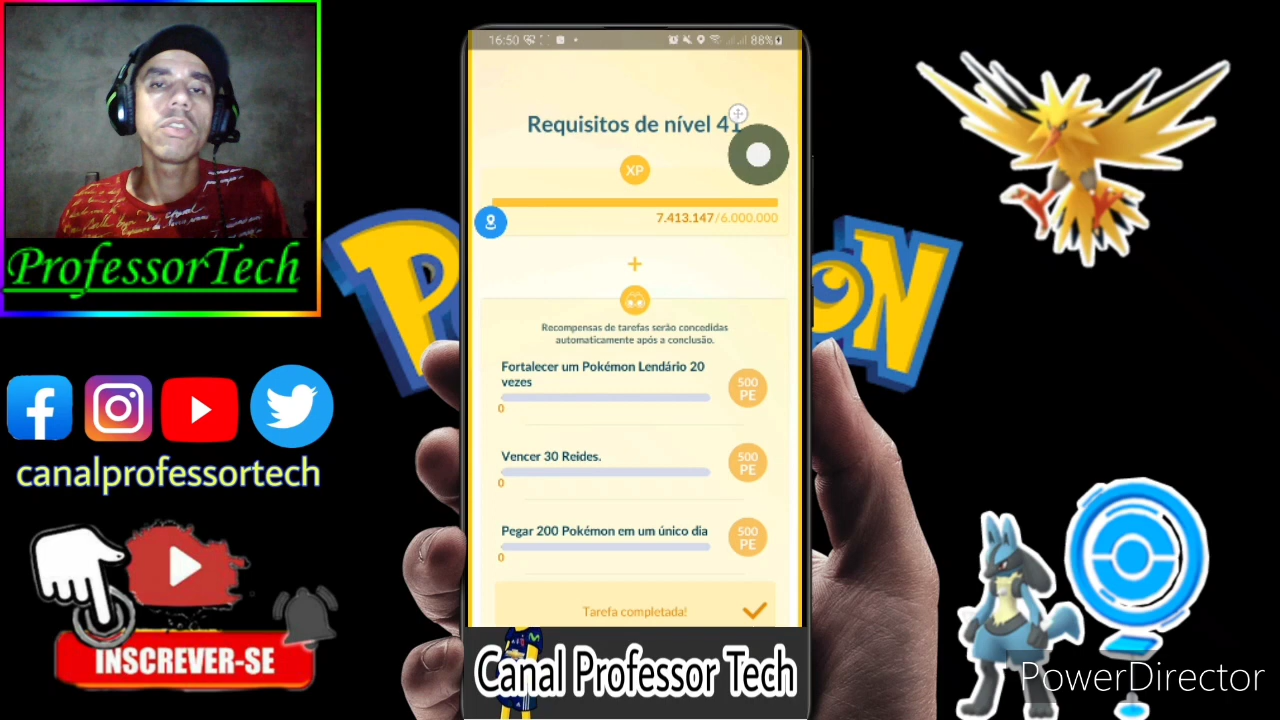 16:50
88%
Requisitos de nível 41
XP
7.413.147/6.000.000
+
Recompensas de tarefas serão concedidas
automaticamente após a conclusão.
Fortalecer um Pokémon Lendário 20
vezes
500
PE
0
Vencer 30 Reides.
500
PE
0
Pegar 200 Pokémon em um único dia
500
PE
0
Tarefa completada!
Canal Professor Tech
ProfessorTech
canalprofessortech
INSCREVER-SE
P
ON
PowerDirector